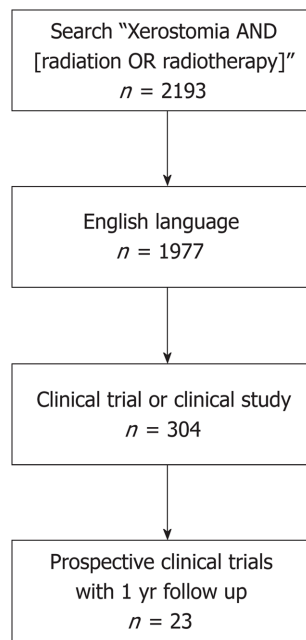 Search “Xerostomia AND
[radiation OR radiotherapy]”
n = 2193
English language
n = 1977
Clinical trial or clinical study
n = 304
Prospective clinical trials
with 1 yr follow up
n = 23